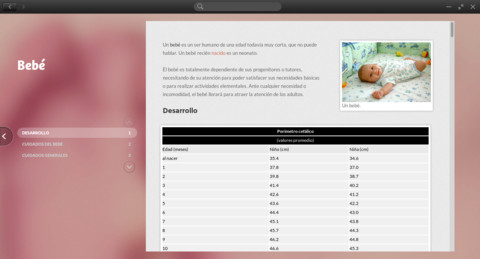 Bebé
DESARROLLO 1
CUIDADOS DEL BEBÉ 2
CUIDADOS GENERALES 3
Un bebé es un ser humano de una edad todavía muy corta, que no puede
hablar. Un bebé recién nacido es un neonato
El bebé es totalmente dependiente de sus progenitores o tutores,
necesitando de su atención para poder satisfacer sus necesidades básicas
o para realizar actividades elementales. Ante cualquier necesidad o
incomodidad, el bebé llorará para atraer la atención de los adultos.
Un bebé.
Desarrollo
Perímetro cefálico
(valores promedio)
Edad (meses) Niño (cm) Niña (cm)
al nacer 35.4 34.6
1 37.8 37.0
2 39.8 38.7
3 41.4 40.2
4 42.6 41.2
5 43.6 42.2
6 44.4 43.0
7 45.1 43.8
8 45.7 44.3
9 46.2 44.8
10 46.6 45.3